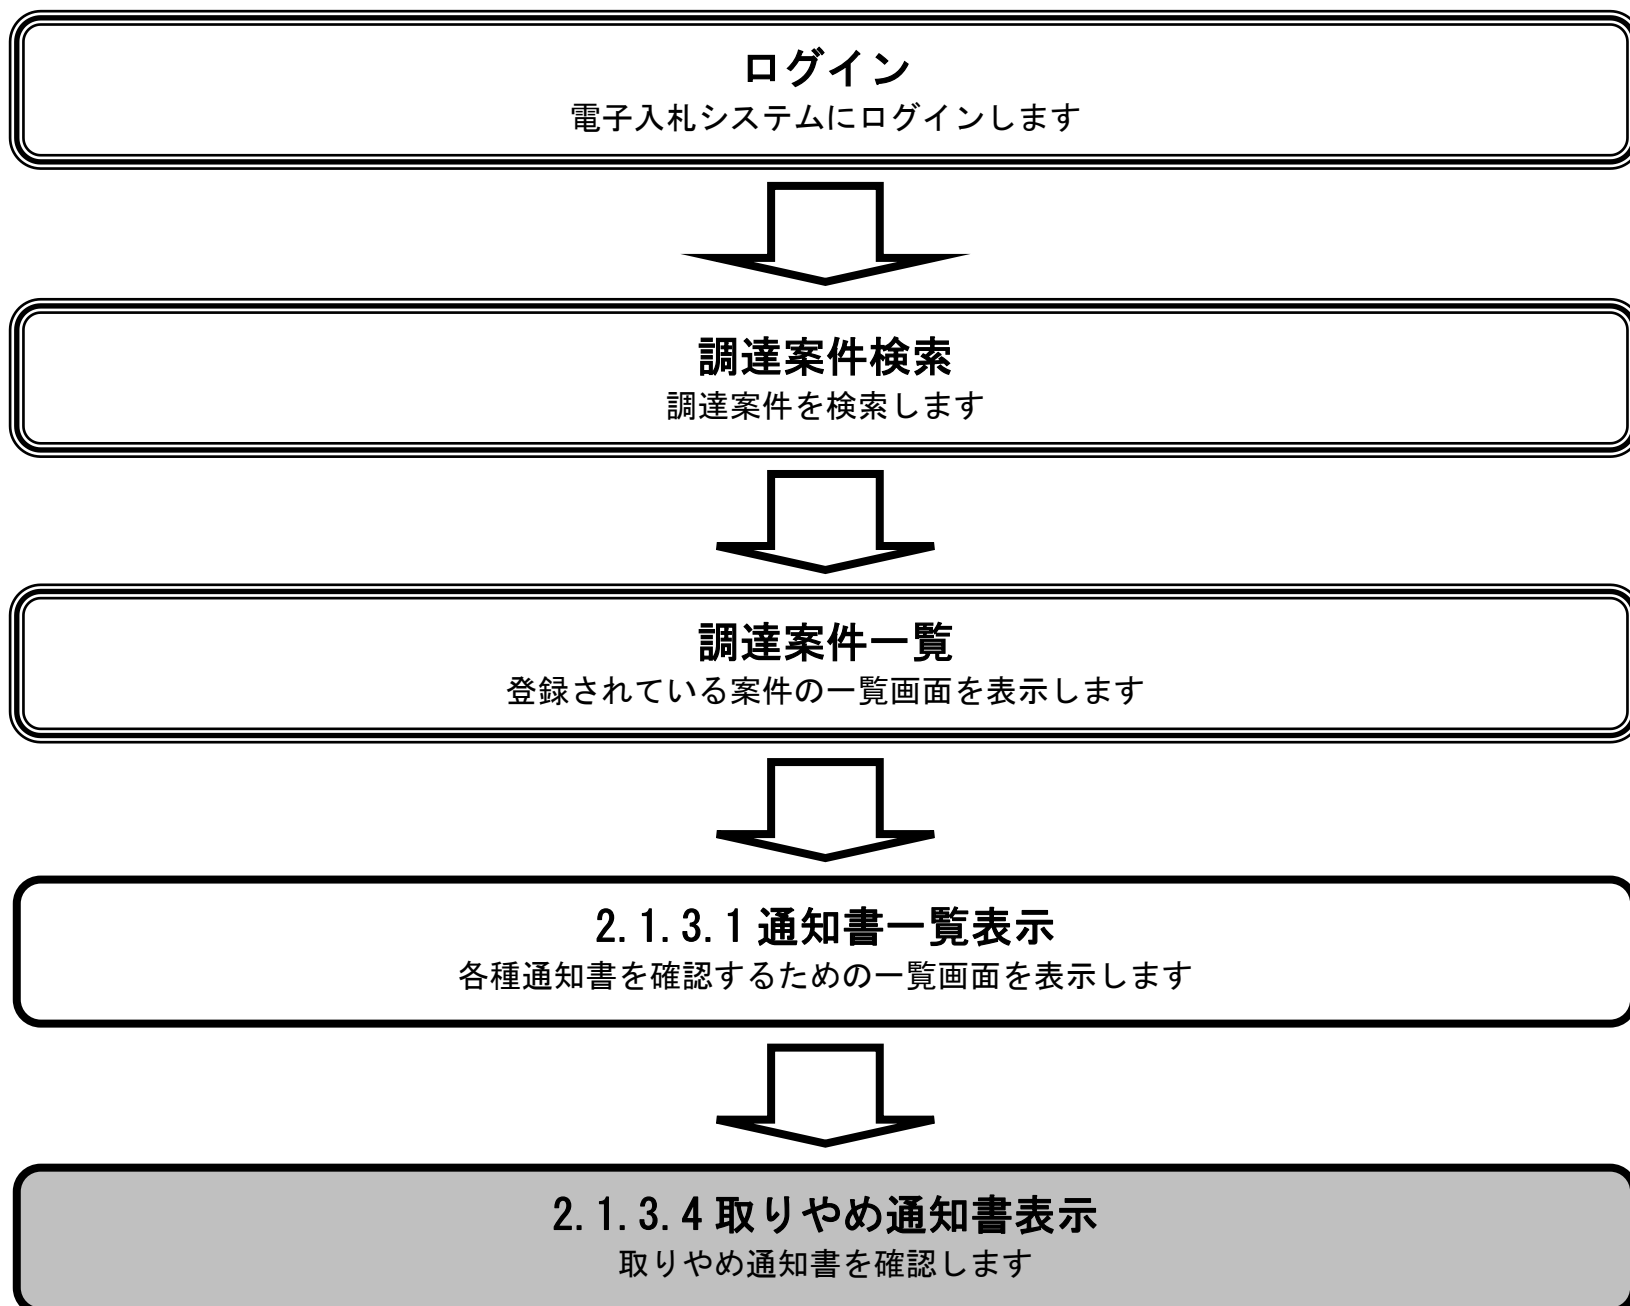 ログイン
電子入札システムにログインします
調達案件検索
調達案件を検索します
調達案件一覧
登録されている案件の一覧画面を表示します
2.1.3.1通知書一覧表示
各種通知書を確認するための一覧画面を表示します
2.1.3.4取りやめ通知書表示
取りやめ通知書を確認します